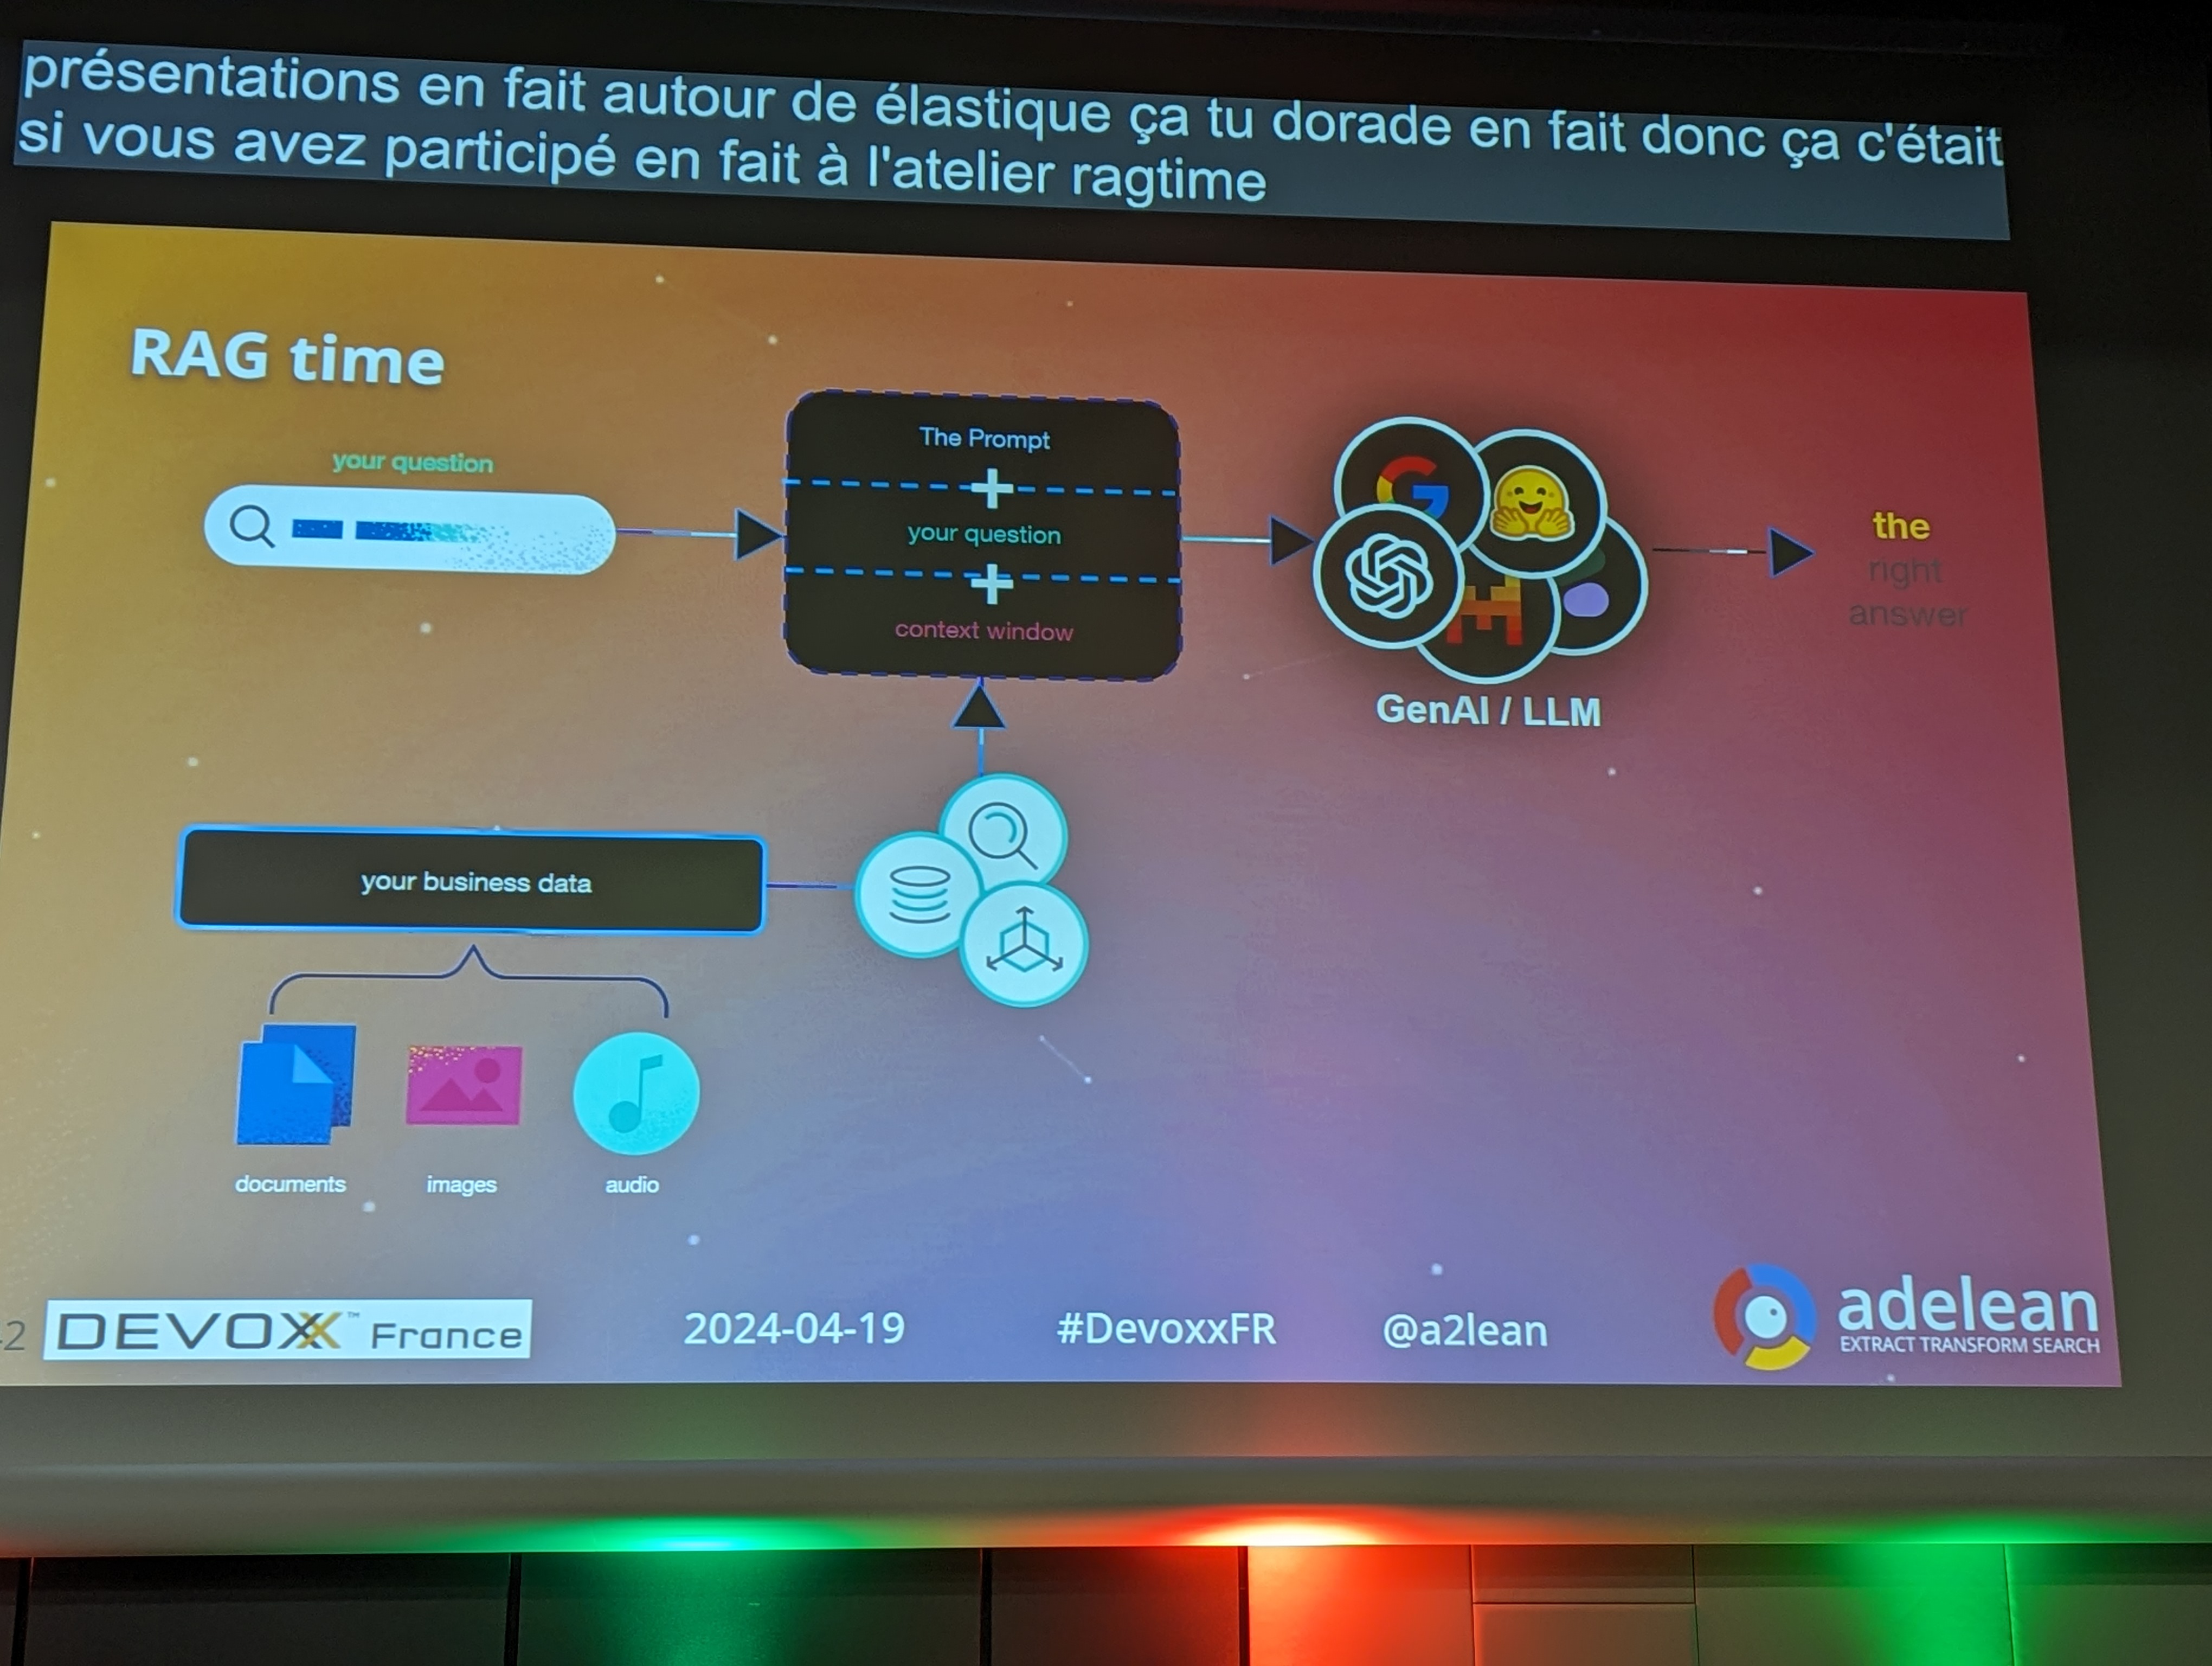 présentations en fait autour de élastique ça tu dorade en fait donc ça c'était
si vous avez participé en fait à l'atelier ragtime
RAG time
your question
The Prompt
+
your question
+
context window
GenAI / LLM
the
right
answer
your business data
documents
images
audio
DEVOXX™ France
2024-04-19
#DevoxxFR
@a2lean
adelean
EXTRACT TRANSFORM SEARCH